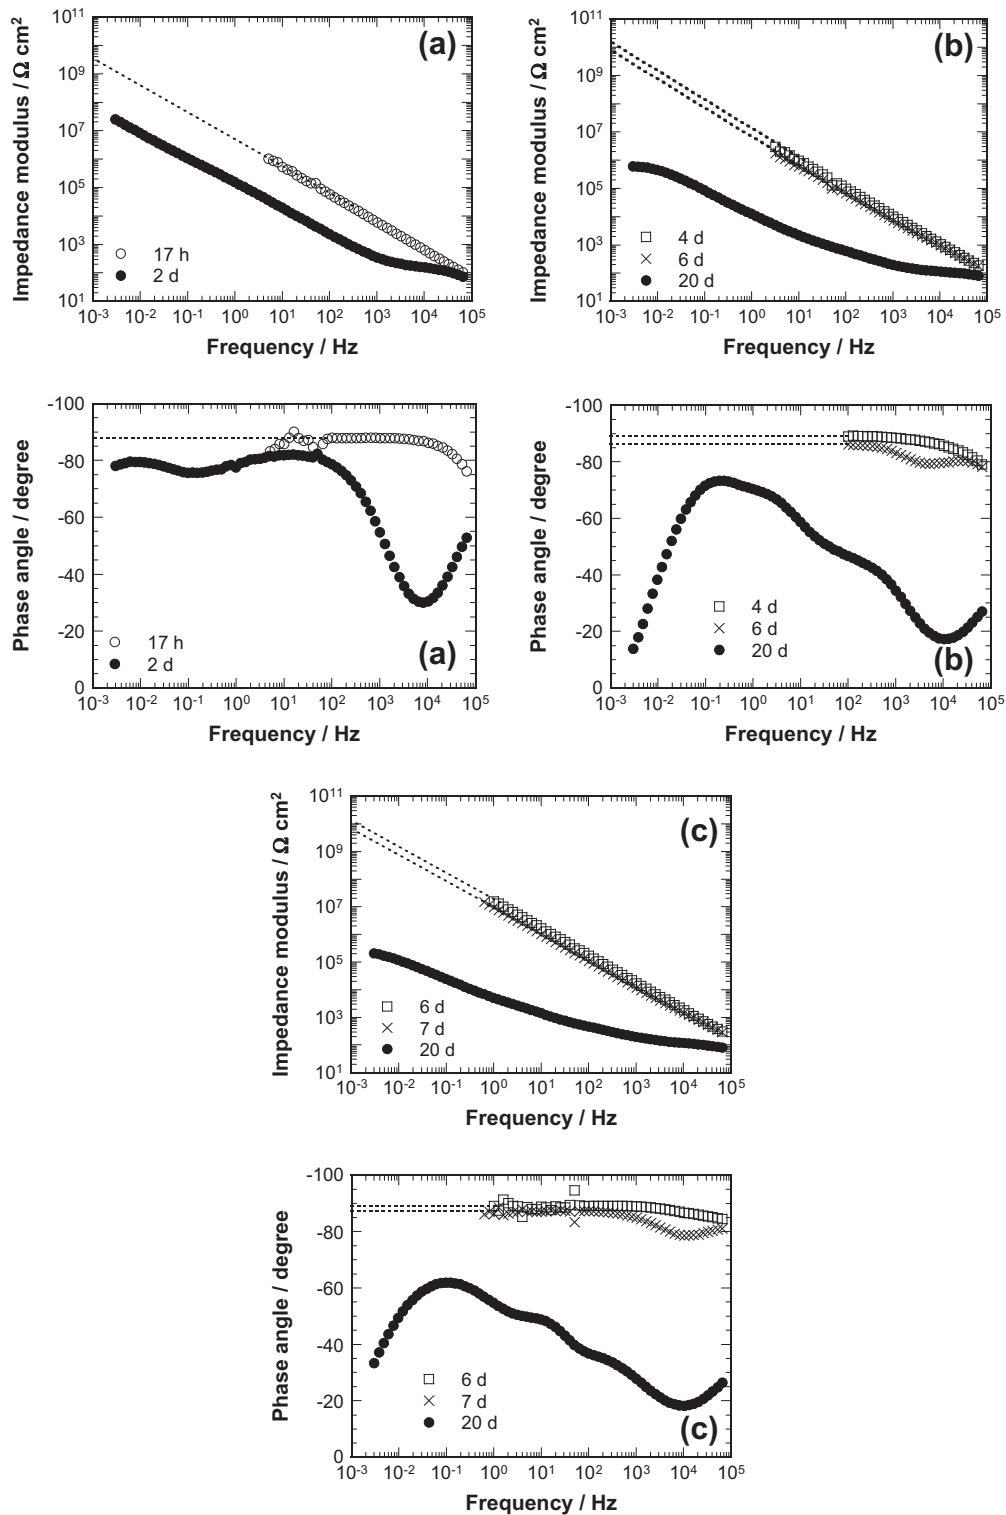 Impedance modulus / Ω cm²
10¹¹
10⁹
10⁷
10⁵
10³
10¹
(a)
17 h
2 d
10⁻³ 10⁻² 10⁻¹ 10⁰ 10¹ 10² 10³ 10⁴ 10⁵
Frequency / Hz
Impedance modulus / Ω cm²
10¹¹
10⁹
10⁷
10⁵
10³
10¹
(b)
4 d
6 d
20 d
10⁻³ 10⁻² 10⁻¹ 10⁰ 10¹ 10² 10³ 10⁴ 10⁵
Frequency / Hz
Phase angle / degree
-100
-80
-60
-40
-20
0
17 h
2 d
(a)
10⁻³ 10⁻² 10⁻¹ 10⁰ 10¹ 10² 10³ 10⁴ 10⁵
Frequency / Hz
Phase angle / degree
-100
-80
-60
-40
-20
0
4 d
6 d
20 d
(b)
10⁻³ 10⁻² 10⁻¹ 10⁰ 10¹ 10² 10³ 10⁴ 10⁵
Frequency / Hz
Impedance modulus / Ω cm²
10¹¹
10⁹
10⁷
10⁵
10³
10¹
(c)
6 d
7 d
20 d
10⁻³ 10⁻² 10⁻¹ 10⁰ 10¹ 10² 10³ 10⁴ 10⁵
Frequency / Hz
Phase angle / degree
-100
-80
-60
-40
-20
0
6 d
7 d
20 d
(c)
10⁻³ 10⁻² 10⁻¹ 10⁰ 10¹ 10² 10³ 10⁴ 10⁵
Frequency / Hz